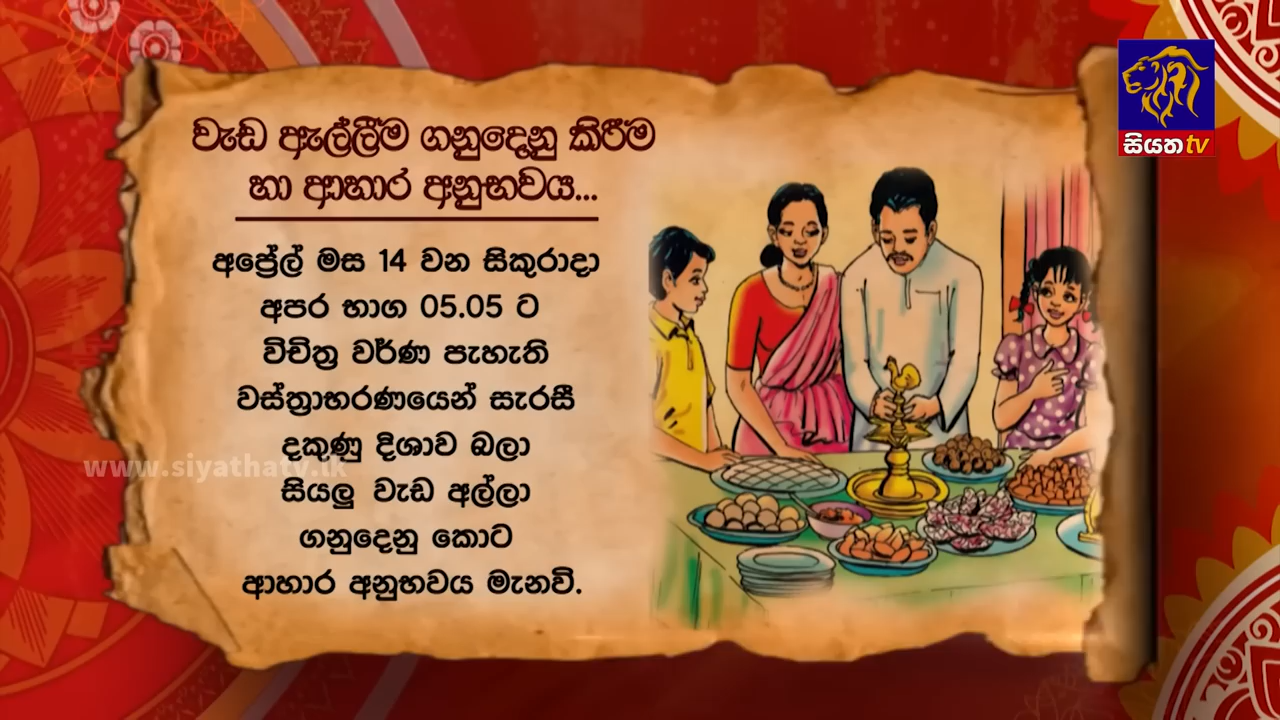 වැඩ ඇල්ලීම ගනුදෙනු කිරීම
හා ආහාර අනුභවය...
අප්‍රේල් මස 14 වන සිකුරාදා
අපර භාග 05.05 ට
විචිත්‍ර වර්ණ පැහැති
වස්ත්‍රාභරණයෙන් සැරසී
දකුණු දිශාව බලා
සියලු වැඩ අල්ලා
ගනුදෙනු කොට
ආහාර අනුභවය මැනවි.
සියත tv
www.siyathatv.lk